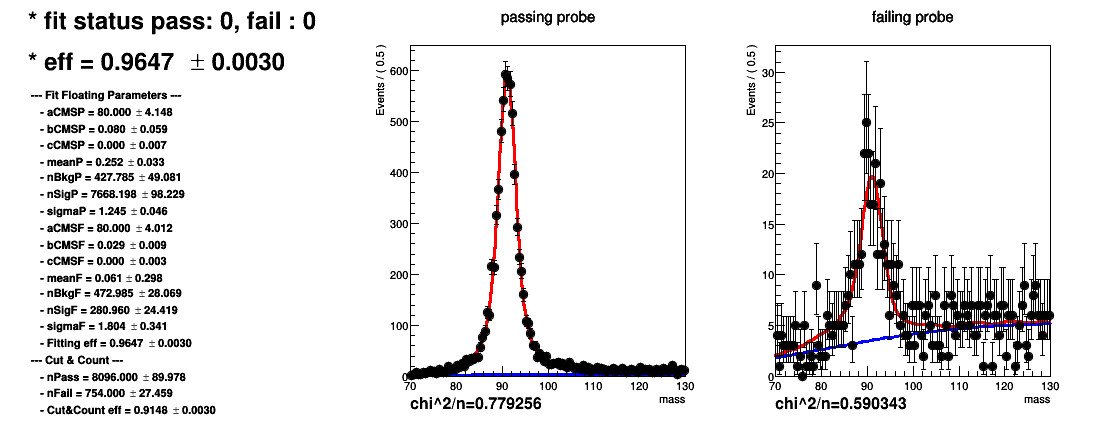 * fit status pass: 0, fail : 0
* eff = 0.9647 ± 0.0030
--- Fit Floating Parameters ---
- aCMSP = 80.000 ± 4.148
- bCMSP = 0.080 ± 0.059
- cCMSP = 0.000 ± 0.007
- meanP = 0.252 ± 0.033
- nBkgP = 427.785 ± 49.081
- nSigP = 7668.198 ± 98.229
- sigmaP = 1.245 ± 0.046
- aCMSF = 80.000 ± 4.012
- bCMSF = 0.029 ± 0.009
- cCMSF = 0.000 ± 0.003
- meanF = 0.061 ± 0.298
- nBkgF = 472.985 ± 28.069
- nSigF = 280.960 ± 24.419
- sigmaF = 1.804 ± 0.341
- Fitting eff = 0.9647 ± 0.0030
--- Cut & Count ---
- nPass = 8096.000 ± 89.978
- nFail = 754.000 ± 27.459
- Cut&Count eff = 0.9148 ± 0.0030
passing probe
Events / ( 0.5 )
600
500
400
300
200
100
0
70 80 90 100 110 120 130
mass
chi^2/n=0.779256
failing probe
Events / ( 0.5 )
30
25
20
15
10
5
0
70 80 90 100 110 120 130
mass
chi^2/n=0.590343